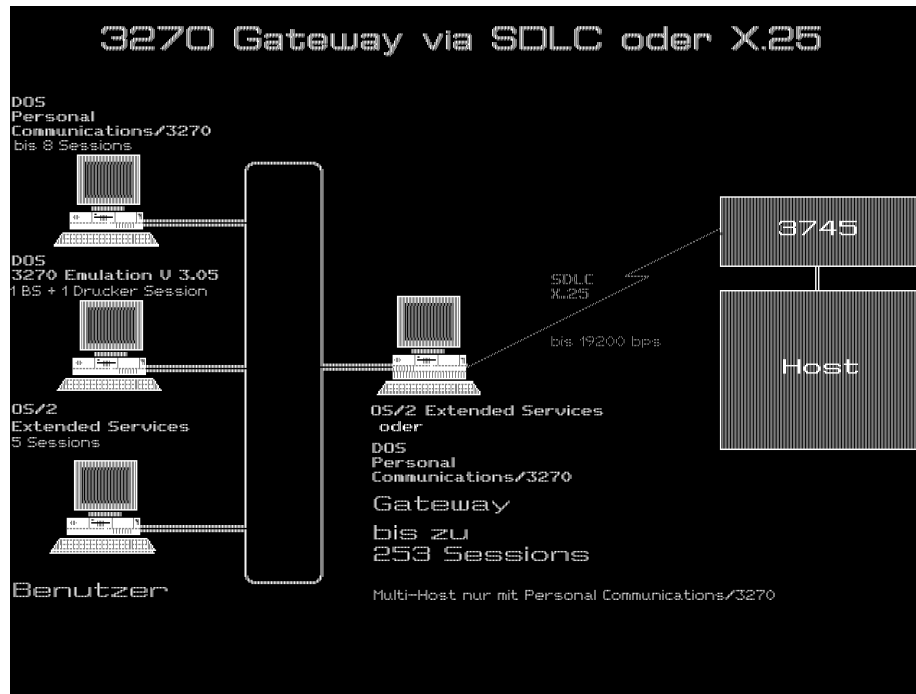 3270 Gateway via SDLC oder X.25
DOS
Personal
Communications/3270
bis 8 Sessions
DOS
3270 Emulation V 3.05
1 BS + 1 Drucker Session
OS/2
Extended Services
5 Sessions
Benutzer
OS/2 Extended Services
oder
DOS
Personal
Communications/3270
Gateway
bis zu
253 Sessions
Multi-Host nur mit Personal Communications/3270
SDLC
X.25
bis 19200 bps
3745
Host